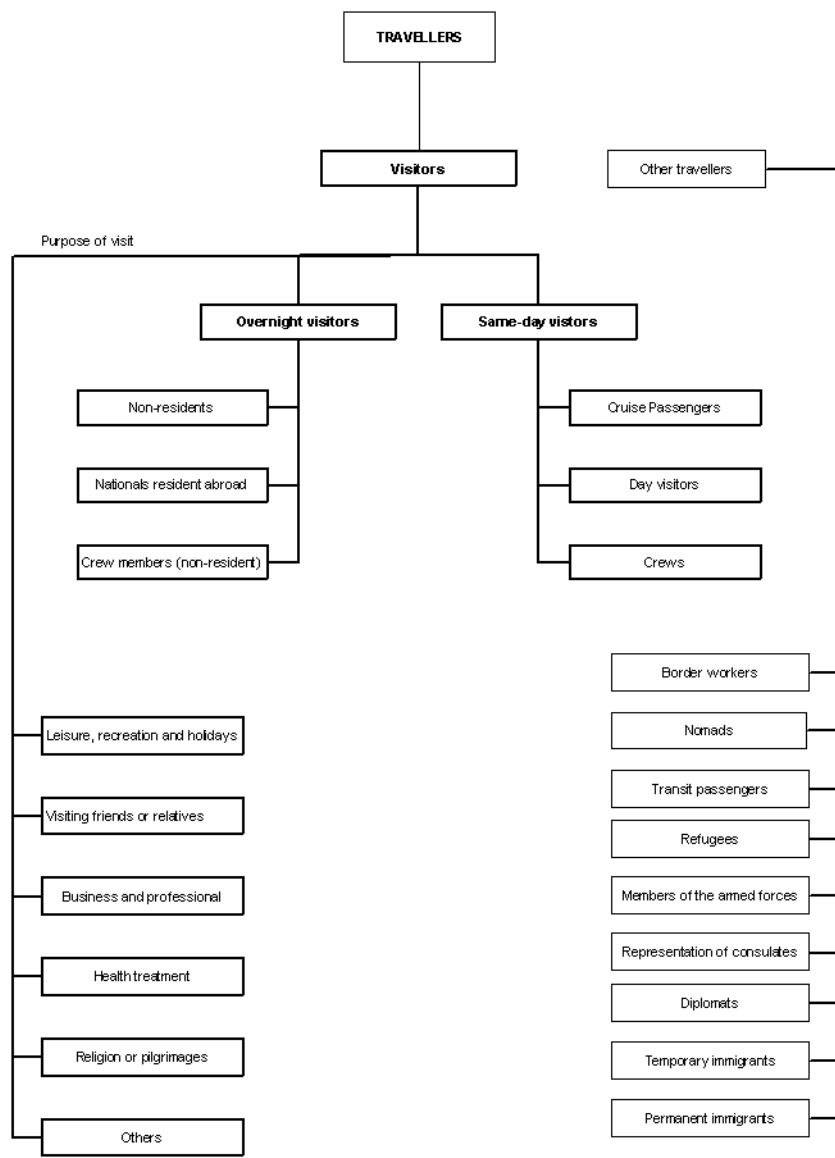 TRAVELLERS
Visitors
Other travellers
Purpose of visit
Overnight visitors
Same-day vistors
Non-residents
Cruise Passengers
Nationals resident abroad
Day visitors
Crew members (non-resident)
Crews
Border workers
Leisure, recreation and holidays
Nomads
Transit passengers
Visiting friends or relatives
Refugees
Business and professional
Members of the armed forces
Representation of consulates
Health treatment
Diplomats
Religion or pilgrimages
Temporary immigrants
Permanent immigrants
Others